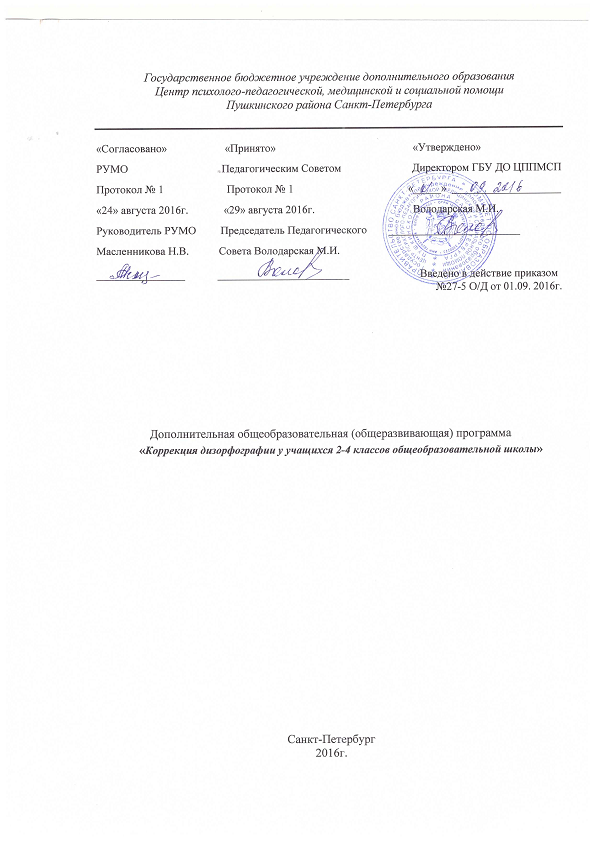 Государственное бюджетное учреждение дополнительного образования
Центр психолого-педагогической, медицинской и социальной помощи
Пушкинского района Санкт-Петербурга
«Согласовано» «Принято» «Утверждено»
РУМО Педагогическим Советом Директором ГБУ ДО ЦППМСП
Протокол № 1 Протокол № 1 09. 2016
«24» августа 2016г. «29» августа 2016г. Володарская М.И.
Руководитель РУМО Председатель Педагогического
Масленникова Н.В. Совета Володарская М.И.
Введено в действие приказом
№27-5 О/Д от 01.09. 2016г.
Дополнительная общеобразовательная (общеразвивающая) программа
«Коррекция дизорфографии у учащихся 2-4 классов общеобразовательной школы»
Санкт-Петербург
2016г.